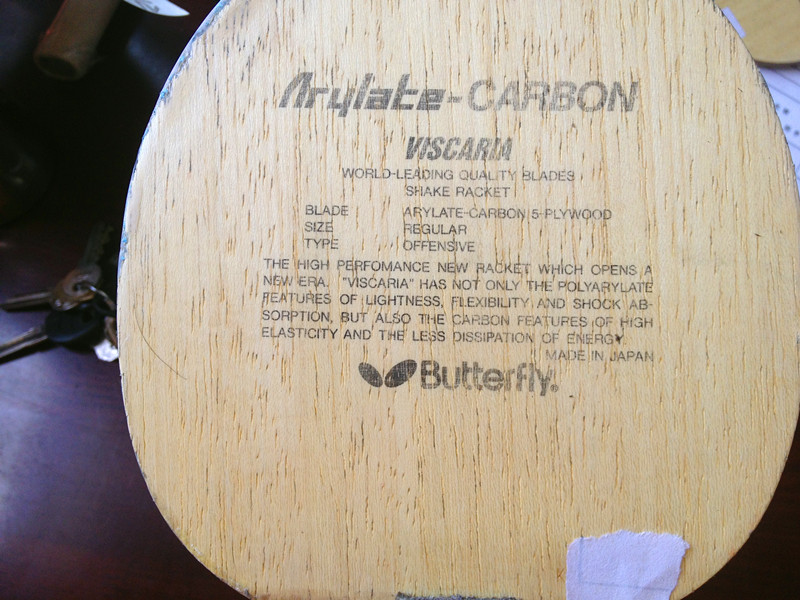 Arylate-CARBON
VISCARIA
WORLD-LEADING QUALITY BLADES
SHAKE RACKET
BLADE ARYLATE-CARBON 5-PLYWOOD
SIZE REGULAR
TYPE OFFENSIVE
THE HIGH PERFOMANCE NEW RACKET WHICH OPENS A
NEW ERA. "VISCARIA" HAS NOT ONLY THE POLYARYLATE
FEATURES OF LIGHTNESS, FLEXIBILITY AND SHOCK AB-
SORPTION, BUT ALSO THE CARBON FEATURES OF HIGH
ELASTICITY AND THE LESS DISSIPATION OF ENERGY.
MADE IN JAPAN
Butterfly.